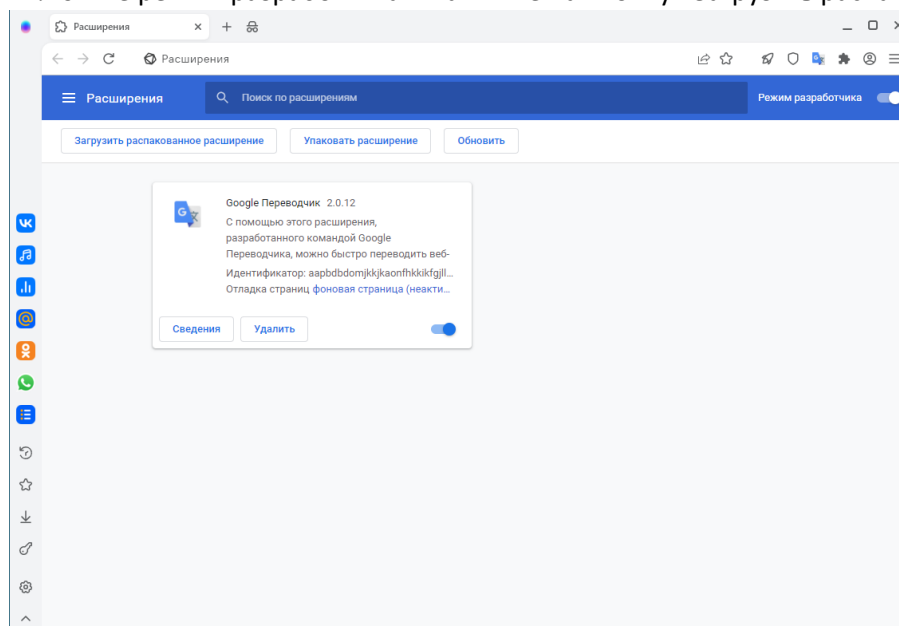 Расширения
Расширения
Расширения
Поиск по расширениям
Режим разработчика
Загрузить распакованное расширение
Упаковать расширение
Обновить
Google Переводчик 2.0.12
С помощью этого расширения,
разработанного командой Google
Переводчика, можно быстро переводить веб-
Идентификатор: aapbdbdomjkkjkaonfhkkikfgjll...
Отладка страниц фоновая страница (неакти...
Сведения
Удалить